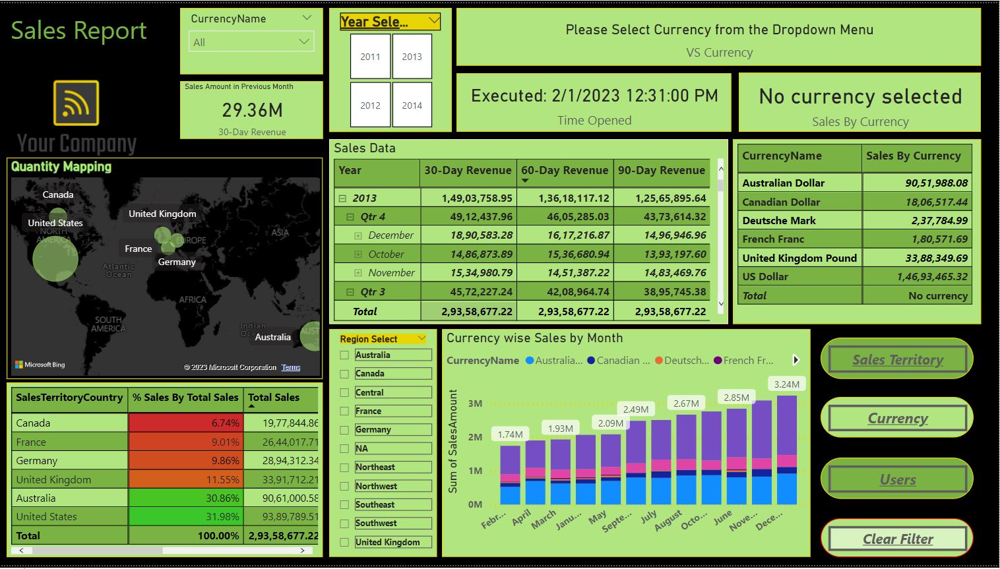 Sales Report
Your Company
CurrencyName
All
Sales Amount in Previous Month
29.36M
30-Day Revenue
Year Sele...
2011 2013
2012 2014
Please Select Currency from the Dropdown Menu
VS Currency
Executed: 2/1/2023 12:31:00 PM
Time Opened
No currency selected
Sales By Currency
Quantity Mapping
Canada
United States
NORTH
AMERICA
United Kingdom
EUROPE
ASIA
France
Germany
Atlantic
Ocean
AFRICA
SOUTH
AMERICA
Indian
Oc
AUST
Australia
Microsoft Bing
© 2023 Microsoft Corporation Terms
Sales Data
Year 30-Day Revenue 60-Day Revenue 90-Day Revenue
2013 1,49,03,758.95 1,36,18,117.12 1,25,65,895.64
Qtr 4 49,12,437.96 46,05,285.03 43,73,614.32
December 18,90,583.28 16,17,216.87 14,96,946.96
October 14,86,873.89 15,36,680.94 13,93,197.60
November 15,34,980.79 14,51,387.22 14,83,469.76
Qtr 3 45,72,227.24 42,08,964.74 38,95,745.38
Total 2,93,58,677.22 2,93,58,677.22 2,93,58,677.22
CurrencyName Sales By Currency
Australian Dollar 90,51,988.08
Canadian Dollar 18,06,517.44
Deutsche Mark 2,37,784.99
French Franc 1,80,571.69
United Kingdom Pound 33,88,349.69
US Dollar 1,46,93,465.32
Total No currency
SalesTerritoryCountry % Sales By Total Sales Total Sales
Canada 6.74% 19,77,844.86
France 9.01% 26,44,017.71
Germany 9.86% 28,94,312.34
United Kingdom 11.55% 33,91,712.21
Australia 30.86% 90,61,000.58
United States 31.98% 93,89,789.51
Total 100.00% 2,93,58,677.22
Region Select
Australia
Canada
Central
France
Germany
NA
Northeast
Northwest
Southeast
Southwest
United Kingdom
Currency wise Sales by Month
CurrencyName Australia... Canadian ... Deutsch... French Fr...
Sum of SalesAmount
3M
2M
1M
0M
1.74M 1.93M 2.09M 2.49M 2.67M 2.85M 3.24M
Febr... April March Janu... May Septe... July August Octo... June Nove... Dece...
Sales Territory
Currency
Users
Clear Filter